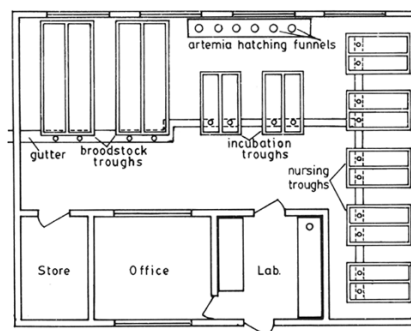 artemia hatching funnels
gutter
broodstock
troughs
incubation
troughs
nursing
troughs
Store
Office
Lab.